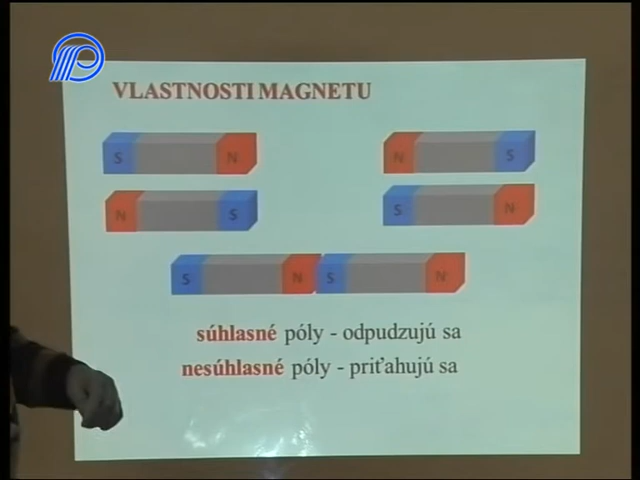 VLASTNOSTI MAGNETU
S N N S
N S S N
S N S N
súhlasné póly - odpudzujú sa
nesúhlasné póly - priťahujú sa